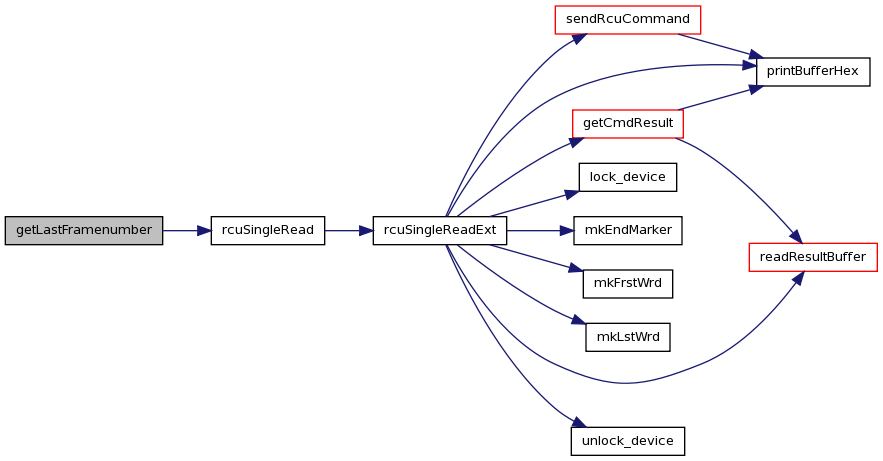 sendRcuCommand
printBufferHex
getCmdResult
lock_device
getLastFramenumber
rcuSingleRead
rcuSingleReadExt
mkEndMarker
readResultBuffer
mkFrstWrd
mkLstWrd
unlock_device